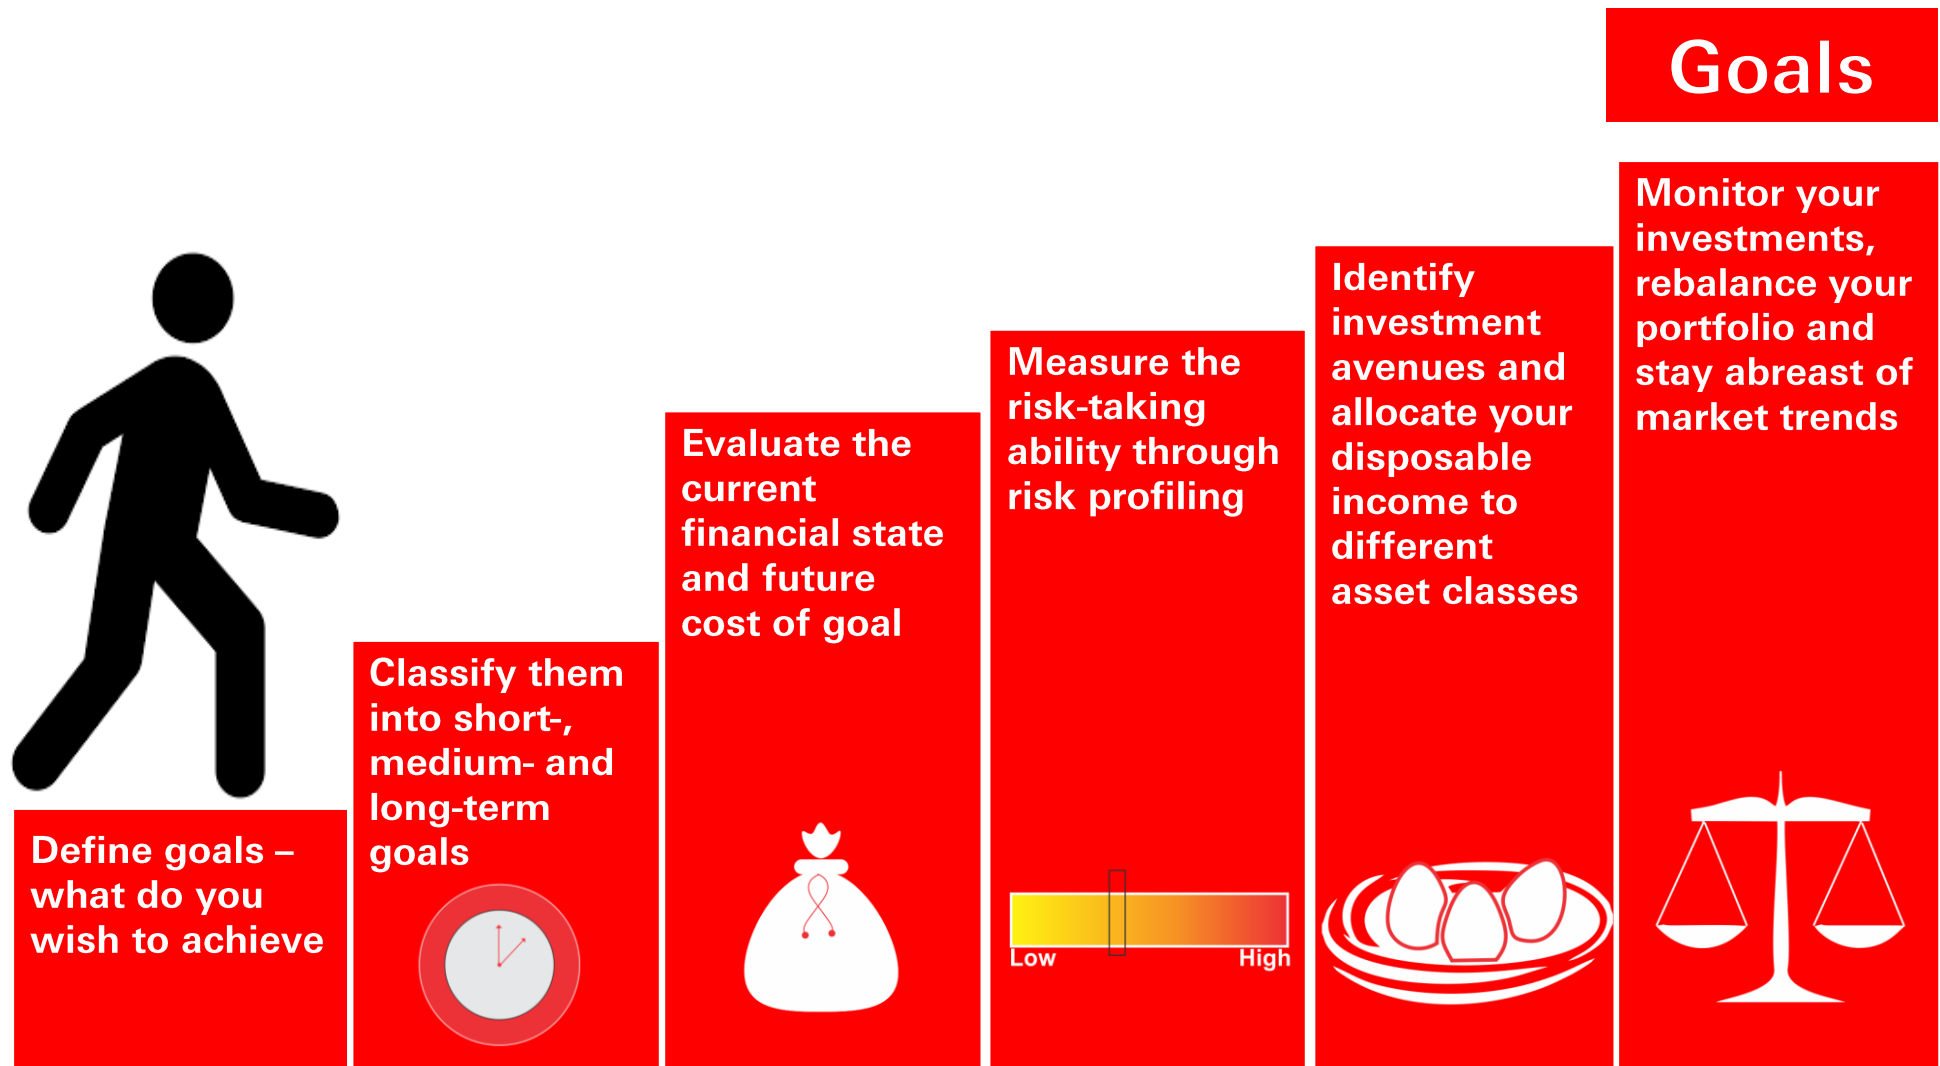 Goals
Define goals –
what do you
wish to achieve
Classify them
into short-,
medium- and
long-term
goals
Evaluate the
current
financial state
and future
cost of goal
Measure the
risk-taking
ability through
risk profiling
Low
High
Identify
investment
avenues and
allocate your
disposable
income to
different
asset classes
Monitor your
investments,
rebalance your
portfolio and
stay abreast of
market trends